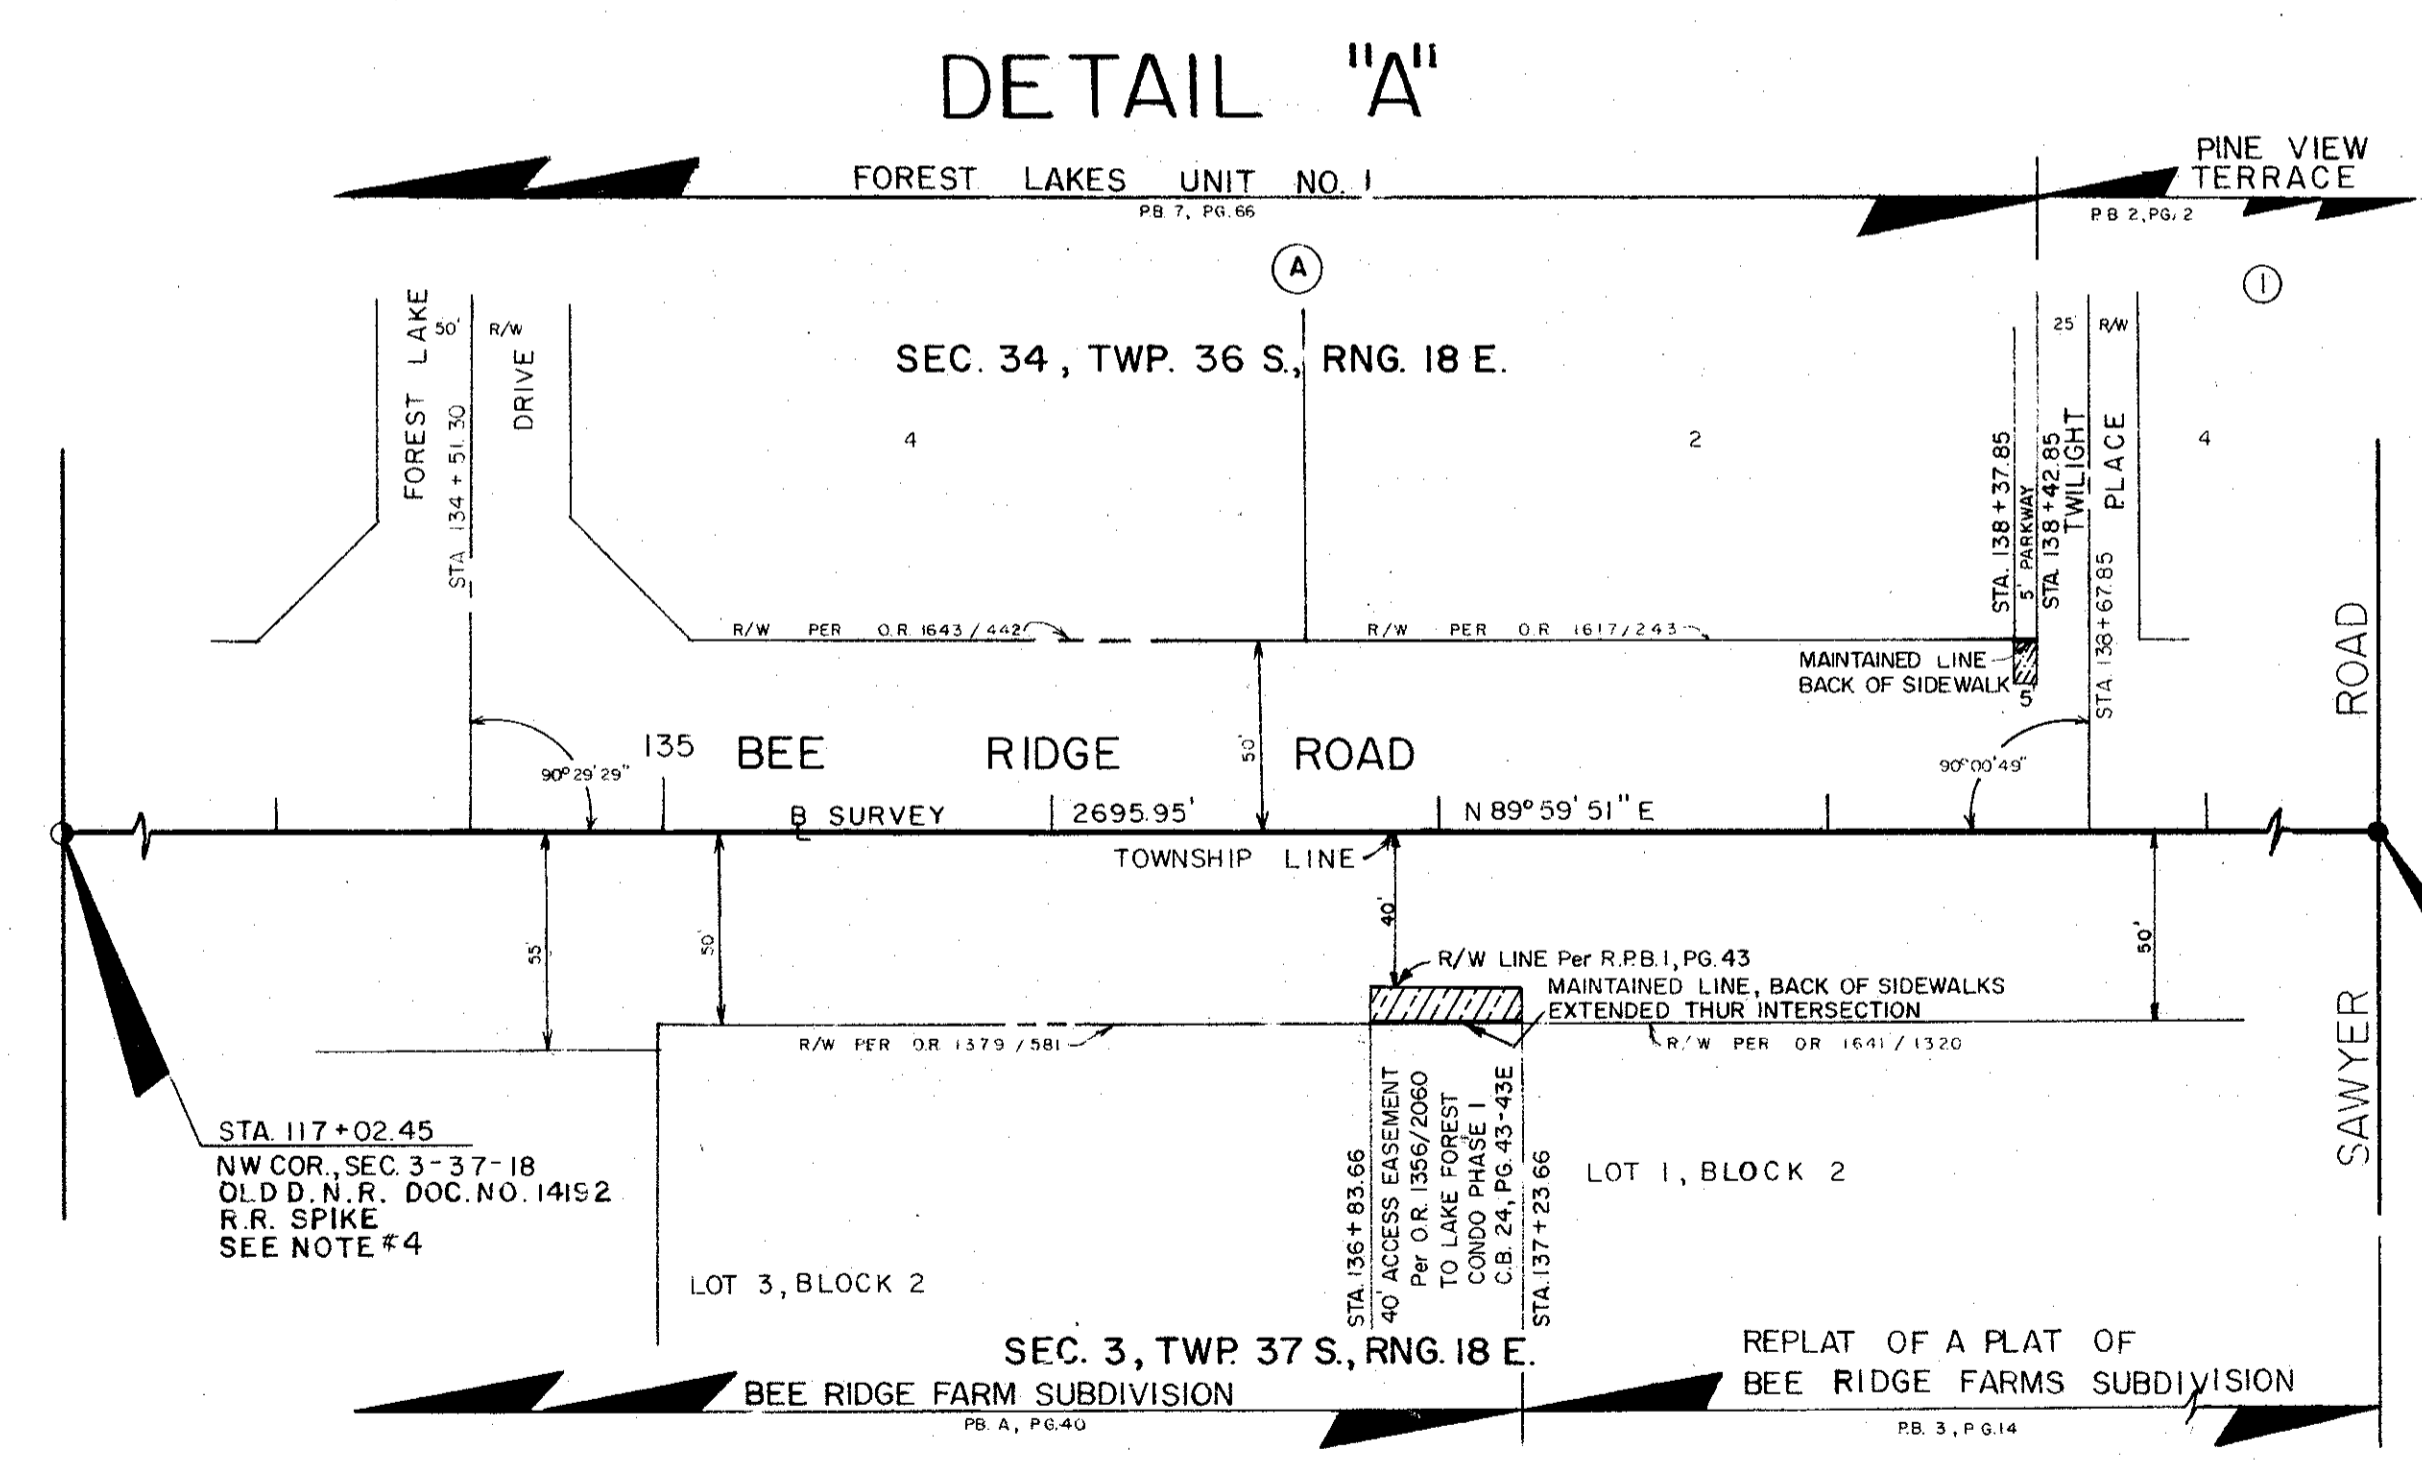 DETAIL "A"
FOREST LAKES UNIT NO. 1
P.B. 7, PG. 66
PINE VIEW
TERRACE
P B 2, PG. 2
A
1
SEC. 34, TWP. 36 S., RNG. 18 E.
FOREST LAKE
DRIVE
50' R/W
STA. 134 + 51.30
4
2
4
25' R/W
STA. 138 + 37.85
5' PARKWAY
STA. 138 + 42.85
TWILIGHT
PLACE
STA. 138 + 67.85
R/W PER O.R. 1643 / 442
R/W PER O.R. 1617/243
MAINTAINED LINE
BACK OF SIDEWALK
5'
90° 29' 29"
135
BEE RIDGE ROAD
50'
90° 00' 49"
B SURVEY 2695.95' N 89° 59' 51" E
TOWNSHIP LINE
55'
50'
40'
50'
R/W LINE Per R.P.B. 1, PG. 43
MAINTAINED LINE, BACK OF SIDEWALKS
EXTENDED THUR INTERSECTION
R/W PER O.R. 1379 / 581
R/W PER OR 1641 / 1320
SAWYER ROAD
STA. 117 + 02.45
NW COR., SEC. 3-37-18
OLD D.N.R. DOC. NO. 14192
R.R. SPIKE
SEE NOTE #4
STA. 136 + 83.66
40' ACCESS EASEMENT
Per O.R. 1356/2060
TO LAKE FOREST
CONDO PHASE I
C.B. 24, PG. 43-43E
STA. 137 + 23.66
LOT 1, BLOCK 2
LOT 3, BLOCK 2
SEC. 3, TWP. 37 S., RNG. 18 E.
BEE RIDGE FARM SUBDIVISION
PB. A, PG. 40
REPLAT OF A PLAT OF
BEE RIDGE FARMS SUBDIVISION
P.B. 3, PG. 14